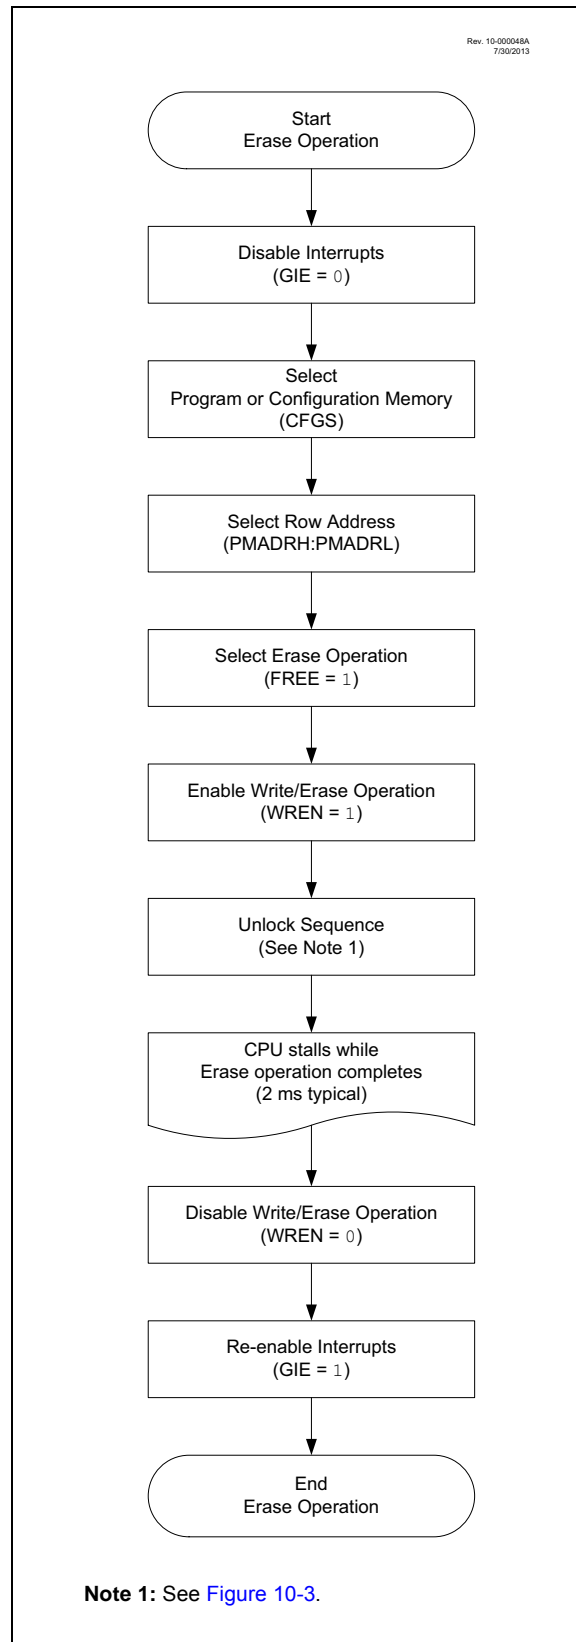 Rev. 10-000048A
7/30/2013
Start
Erase Operation
Disable Interrupts
(GIE = 0)
Select
Program or Configuration Memory
(CFGS)
Select Row Address
(PMADRH:PMADRL)
Select Erase Operation
(FREE = 1)
Enable Write/Erase Operation
(WREN = 1)
Unlock Sequence
(See Note 1)
CPU stalls while
Erase operation completes
(2 ms typical)
Disable Write/Erase Operation
(WREN = 0)
Re-enable Interrupts
(GIE = 1)
End
Erase Operation
Note 1: See Figure 10-3.